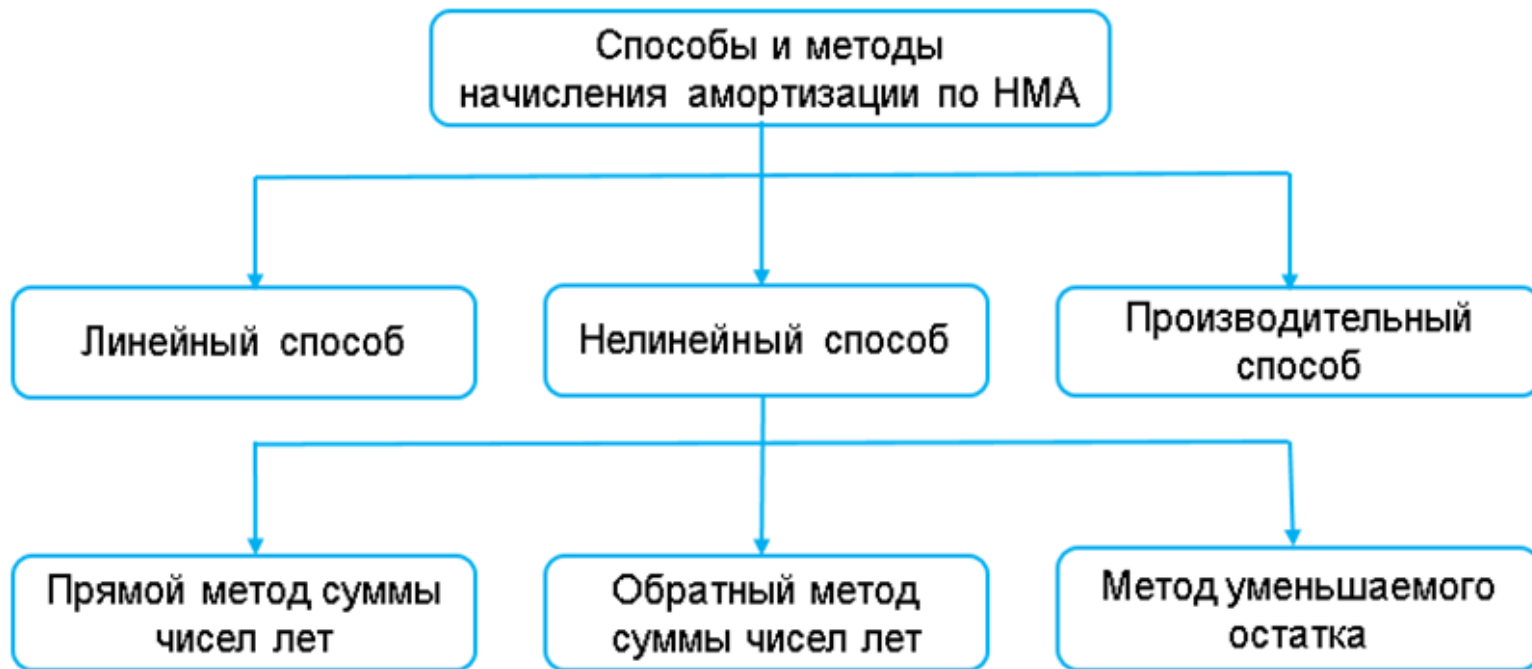 Способы и методы
начисления амортизации по НМА
Линейный способ
Нелинейный способ
Производительный
способ
Прямой метод суммы
чисел лет
Обратный метод
суммы чисел лет
Метод уменьшаемого
остатка